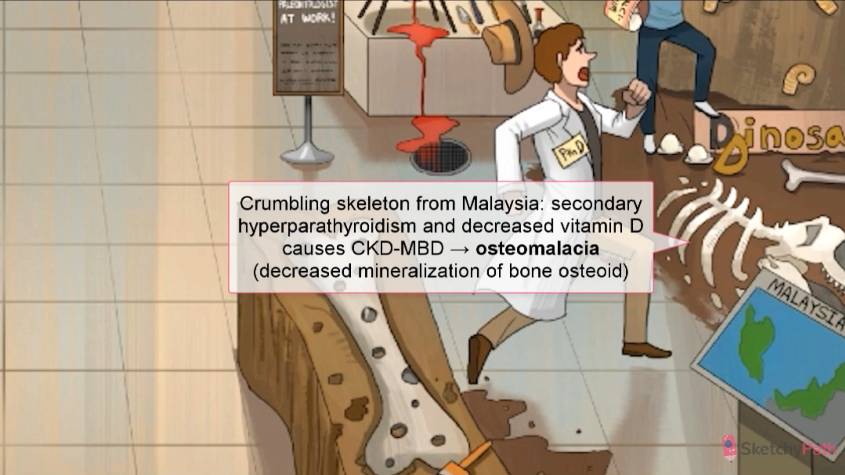 PALEONTOLOGIST
AT WORK!
PhD
Dinosa
Crumbling skeleton from Malaysia: secondary
hyperparathyroidism and decreased vitamin D
causes CKD-MBD → osteomalacia
(decreased mineralization of bone osteoid)
MALAYSIA
SketchyPath